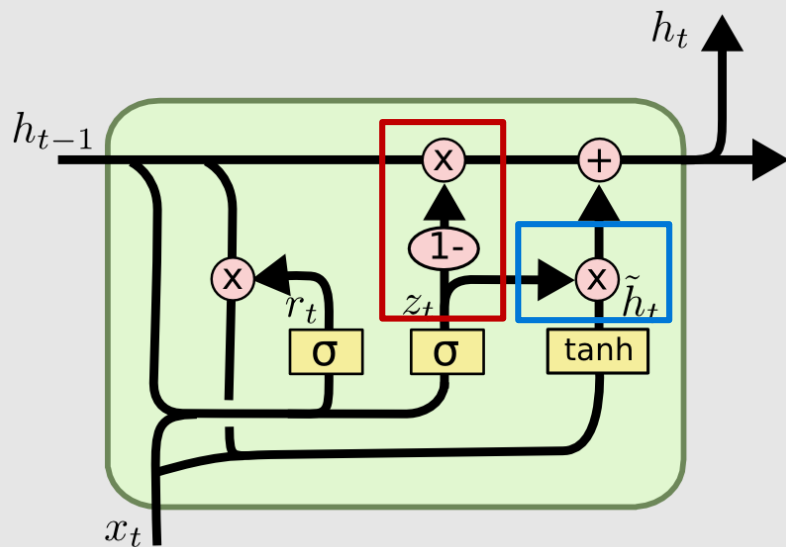 h_t
h_{t-1}
x
+
1-
x
r_t
z_t
x
h̃_t
σ
σ
tanh
x_t